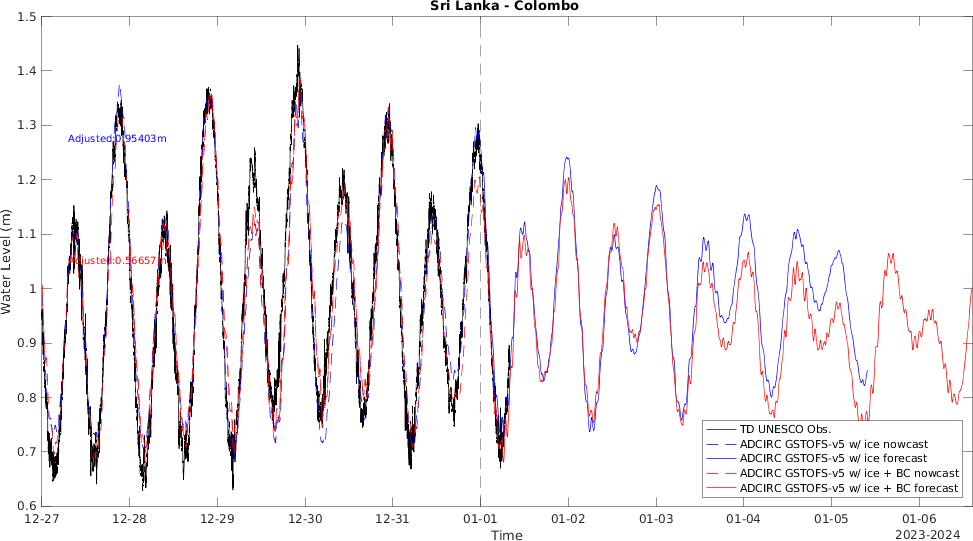 Sri Lanka - Colombo
1.5
1.4
1.3
1.2
1.1
1
0.9
0.8
0.7
0.6
Water Level (m)
Adjusted:0.95403m
Adjusted:0.56657m
TD UNESCO Obs.
ADCIRC GSTOFS-v5 w/ ice nowcast
ADCIRC GSTOFS-v5 w/ ice forecast
ADCIRC GSTOFS-v5 w/ ice + BC nowcast
ADCIRC GSTOFS-v5 w/ ice + BC forecast
12-27 12-28 12-29 12-30 12-31 01-01 01-02 01-03 01-04 01-05 01-06
Time
2023-2024